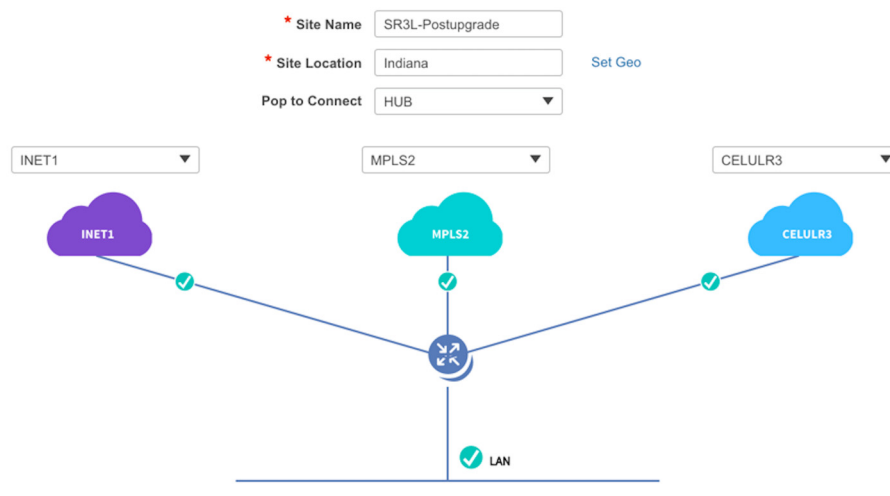 * Site Name SR3L-Postupgrade
* Site Location Indiana Set Geo
Pop to Connect HUB
INET1 MPLS2 CELULR3
INET1 MPLS2 CELULR3
LAN